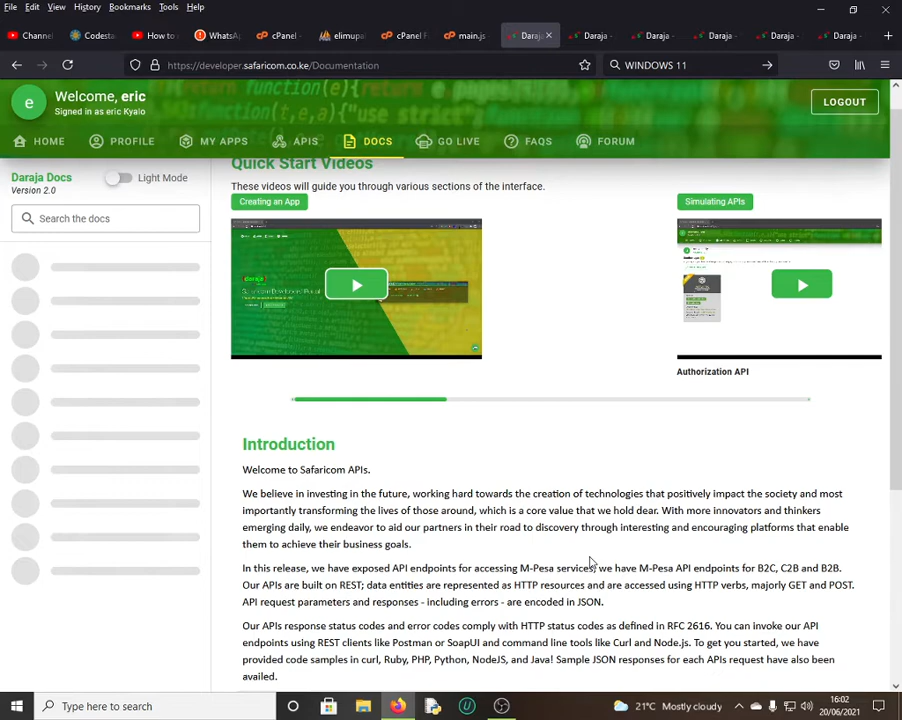 File Edit View History Bookmarks Tools Help
Channel
Codesta
How to
WhatsA
cPanel
elimupa
cPanel F
main.js
Daraja
Daraja
Daraja
Daraja
Daraja
Daraja
https://developer.safaricom.co.ke/Documentation
WINDOWS 11
e
Welcome, eric
Signed in as eric Kyalo
LOGOUT
HOME PROFILE MY APPS APIS DOCS GO LIVE FAQS FORUM
Daraja Docs
Version 2.0
Light Mode
Search the docs
Quick Start Videos
These videos will guide you through various sections of the interface.
Creating an App
Simulating APIs
Authorization API
Introduction
Welcome to Safaricom APIs.
We believe in investing in the future, working hard towards the creation of technologies that positively impact the society and most
importantly transforming the lives of those around, which is a core value that we hold dear. With more innovators and thinkers
emerging daily, we endeavor to aid our partners in their road to discovery through interesting and encouraging platforms that enable
them to achieve their business goals.
In this release, we have exposed API endpoints for accessing M-Pesa services, we have M-Pesa API endpoints for B2C, C2B and B2B.
Our APIs are built on REST; data entities are represented as HTTP resources and are accessed using HTTP verbs, majorly GET and POST.
API request parameters and responses - including errors - are encoded in JSON.
Our APIs response status codes and error codes comply with HTTP status codes as defined in RFC 2616. You can invoke our API
endpoints using REST clients like Postman or SoapUI and command line tools like Curl and Node.js. To get you started, we have
provided code samples in curl, Ruby, PHP, Python, NodeJS, and Java! Sample JSON responses for each APIs request have also been
availed.
Type here to search
21°C Mostly cloudy
16:02
20/06/2021